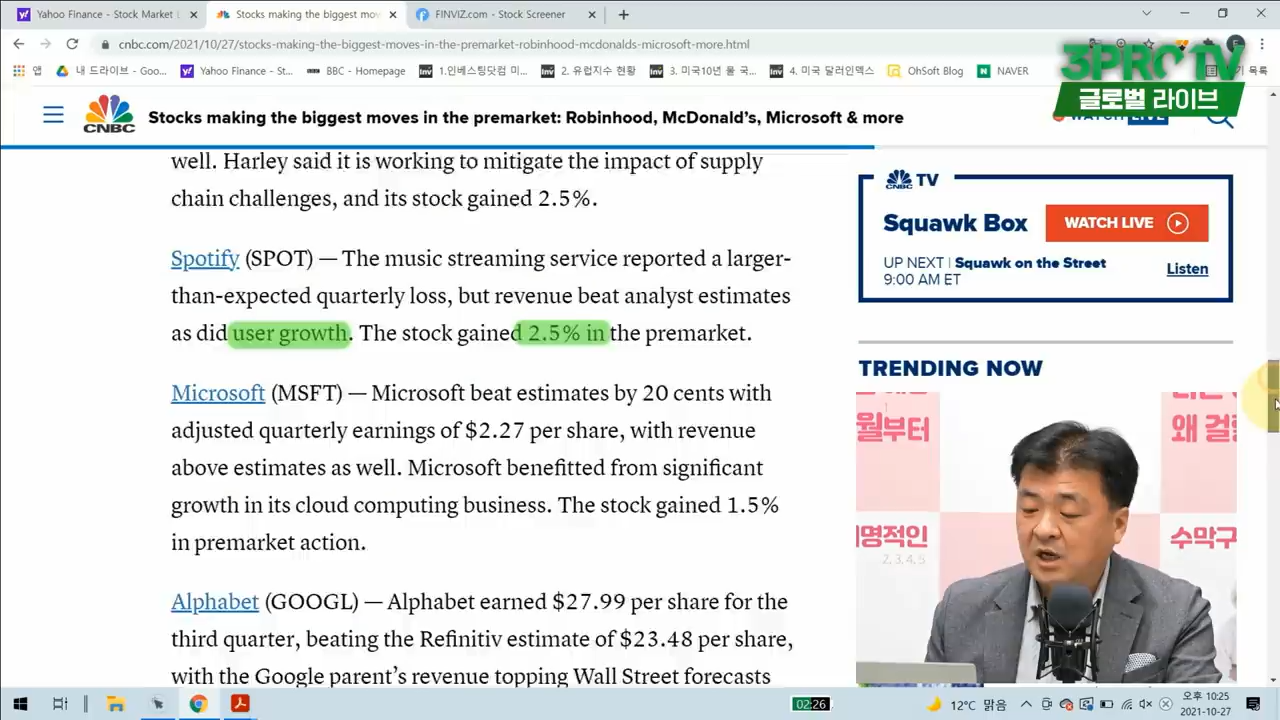 Yahoo Finance - Stock Market L
Stocks making the biggest mov
FINVIZ.com - Stock Screener
cnbc.com/2021/10/27/stocks-making-the-biggest-moves-in-the-premarket-robinhood-mcdonalds-microsoft-more.html
앱
내 드라이브 - Goo...
Yahoo Finance - St...
BBC - Homepage
1.인베스팅닷컴 미...
2. 유럽지수 현황
3. 미국10년 물 국...
4. 미국 달러인덱스
OhSoft Blog
NAVER
기 목록
3PROTV
글로벌 라이브
CNBC
Stocks making the biggest moves in the premarket: Robinhood, McDonald's, Microsoft & more
WATCH LIVE
well. Harley said it is working to mitigate the impact of supply
chain challenges, and its stock gained 2.5%.
Spotify (SPOT) — The music streaming service reported a larger-
than-expected quarterly loss, but revenue beat analyst estimates
as did user growth. The stock gained 2.5% in the premarket.
Microsoft (MSFT) — Microsoft beat estimates by 20 cents with
adjusted quarterly earnings of $2.27 per share, with revenue
above estimates as well. Microsoft benefitted from significant
growth in its cloud computing business. The stock gained 1.5%
in premarket action.
Alphabet (GOOGL) — Alphabet earned $27.99 per share for the
third quarter, beating the Refinitiv estimate of $23.48 per share,
with the Google parent's revenue topping Wall Street forecasts
CNBC TV
Squawk Box
WATCH LIVE
UP NEXT | Squawk on the Street
9:00 AM ET
Listen
TRENDING NOW
월부터
왜 걸
명적인
2, 3, 4, 5
수막구
02:26
12°C 맑음
오후 10:25
2021-10-27